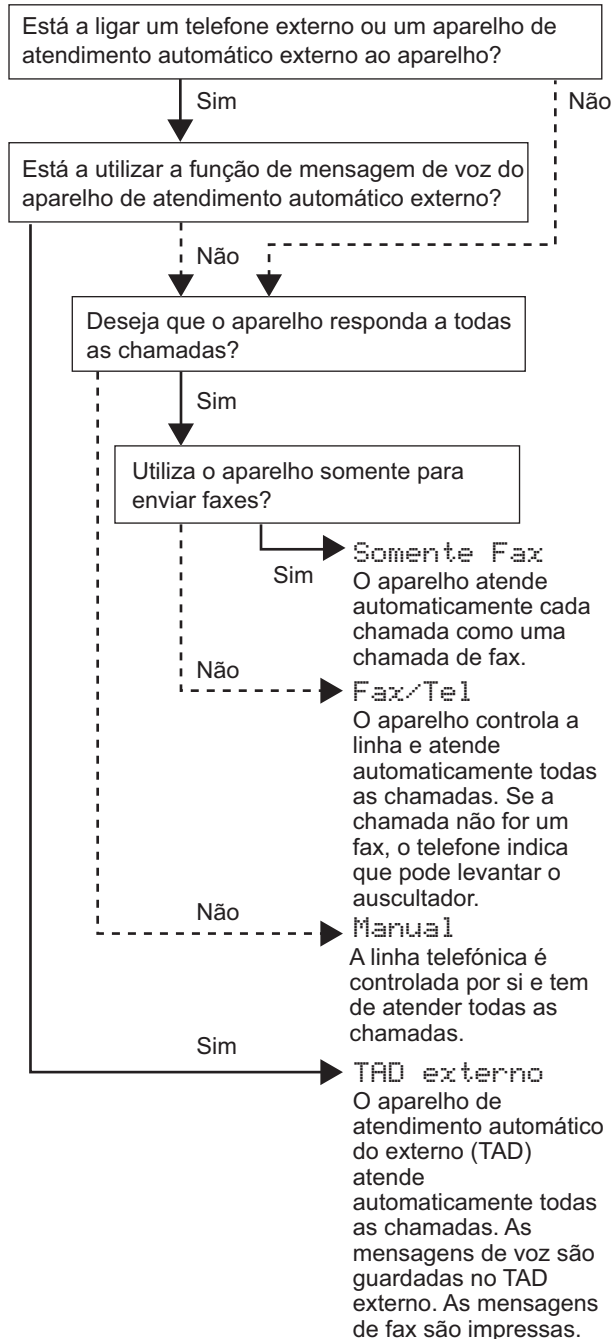 Está a ligar um telefone externo ou um aparelho de
atendimento automático externo ao aparelho?
Sim
Não
Está a utilizar a função de mensagem de voz do
aparelho de atendimento automático externo?
Não
Deseja que o aparelho responda a todas
as chamadas?
Sim
Utiliza o aparelho somente para
enviar faxes?
Sim
Somente Fax
O aparelho atende
automaticamente cada
chamada como uma
chamada de fax.
Não
Fax/Tel
O aparelho controla a
linha e atende
automaticamente todas
as chamadas. Se a
chamada não for um
fax, o telefone indica
que pode levantar o
auscultador.
Não
Manual
A linha telefónica é
controlada por si e tem
de atender todas as
chamadas.
Sim
TAD externo
O aparelho de
atendimento automático
do externo (TAD)
atende
automaticamente todas
as chamadas. As
mensagens de voz são
guardadas no TAD
externo. As mensagens
de fax são impressas.